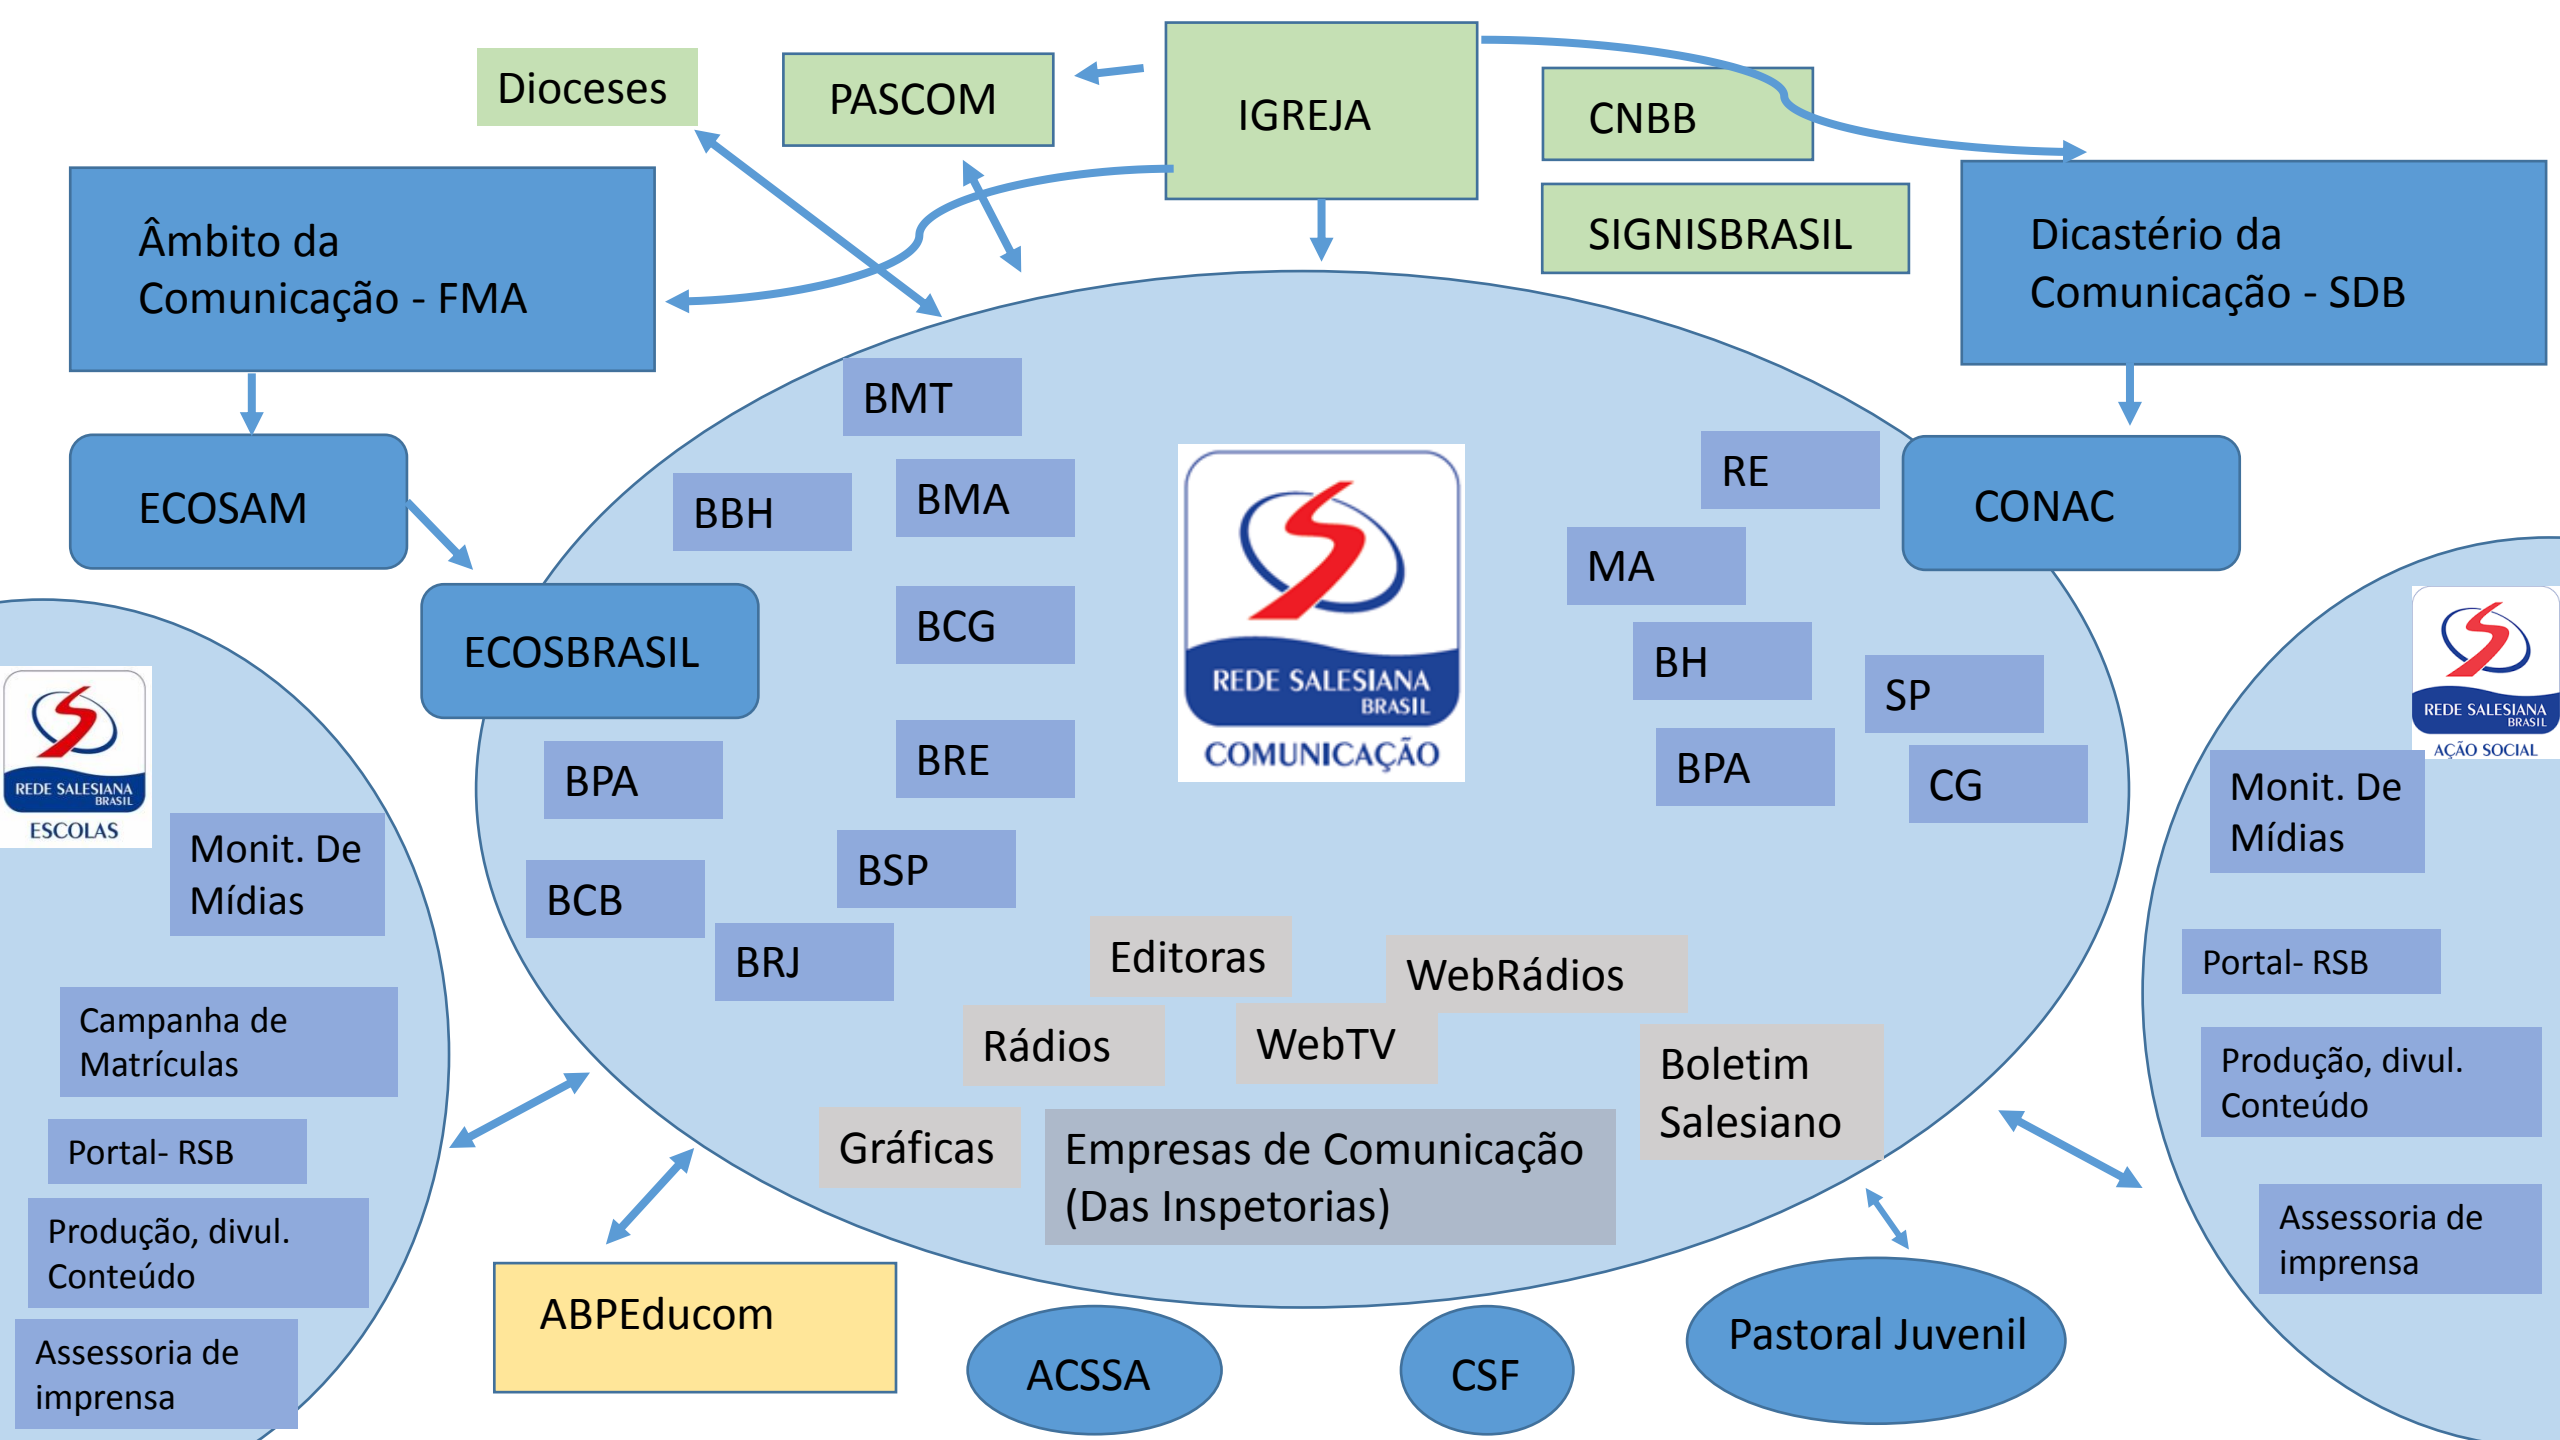 Dioceses
PASCOM
IGREJA
CNBB
SIGNISBRASIL
Âmbito da
Comunicação - FMA
Dicastério da
Comunicação - SDB
ECOSAM
ECOSBRASIL
CONAC
BMT
BBH
BMA
BCG
BRE
BPA
BCB
BSP
BRJ
REDE SALESIANA
BRASIL
COMUNICAÇÃO
RE
MA
BH
SP
BPA
CG
Editoras
WebRádios
Rádios
WebTV
Boletim
Salesiano
Gráficas
Empresas de Comunicação
(Das Inspetorias)
REDE SALESIANA
BRASIL
ESCOLAS
Monit. De
Mídias
Campanha de
Matrículas
Portal- RSB
Produção, divul.
Conteúdo
Assessoria de
imprensa
REDE SALESIANA
BRASIL
AÇÃO SOCIAL
Monit. De
Mídias
Portal- RSB
Produção, divul.
Conteúdo
Assessoria de
imprensa
ABPEducom
ACSSA
CSF
Pastoral Juvenil